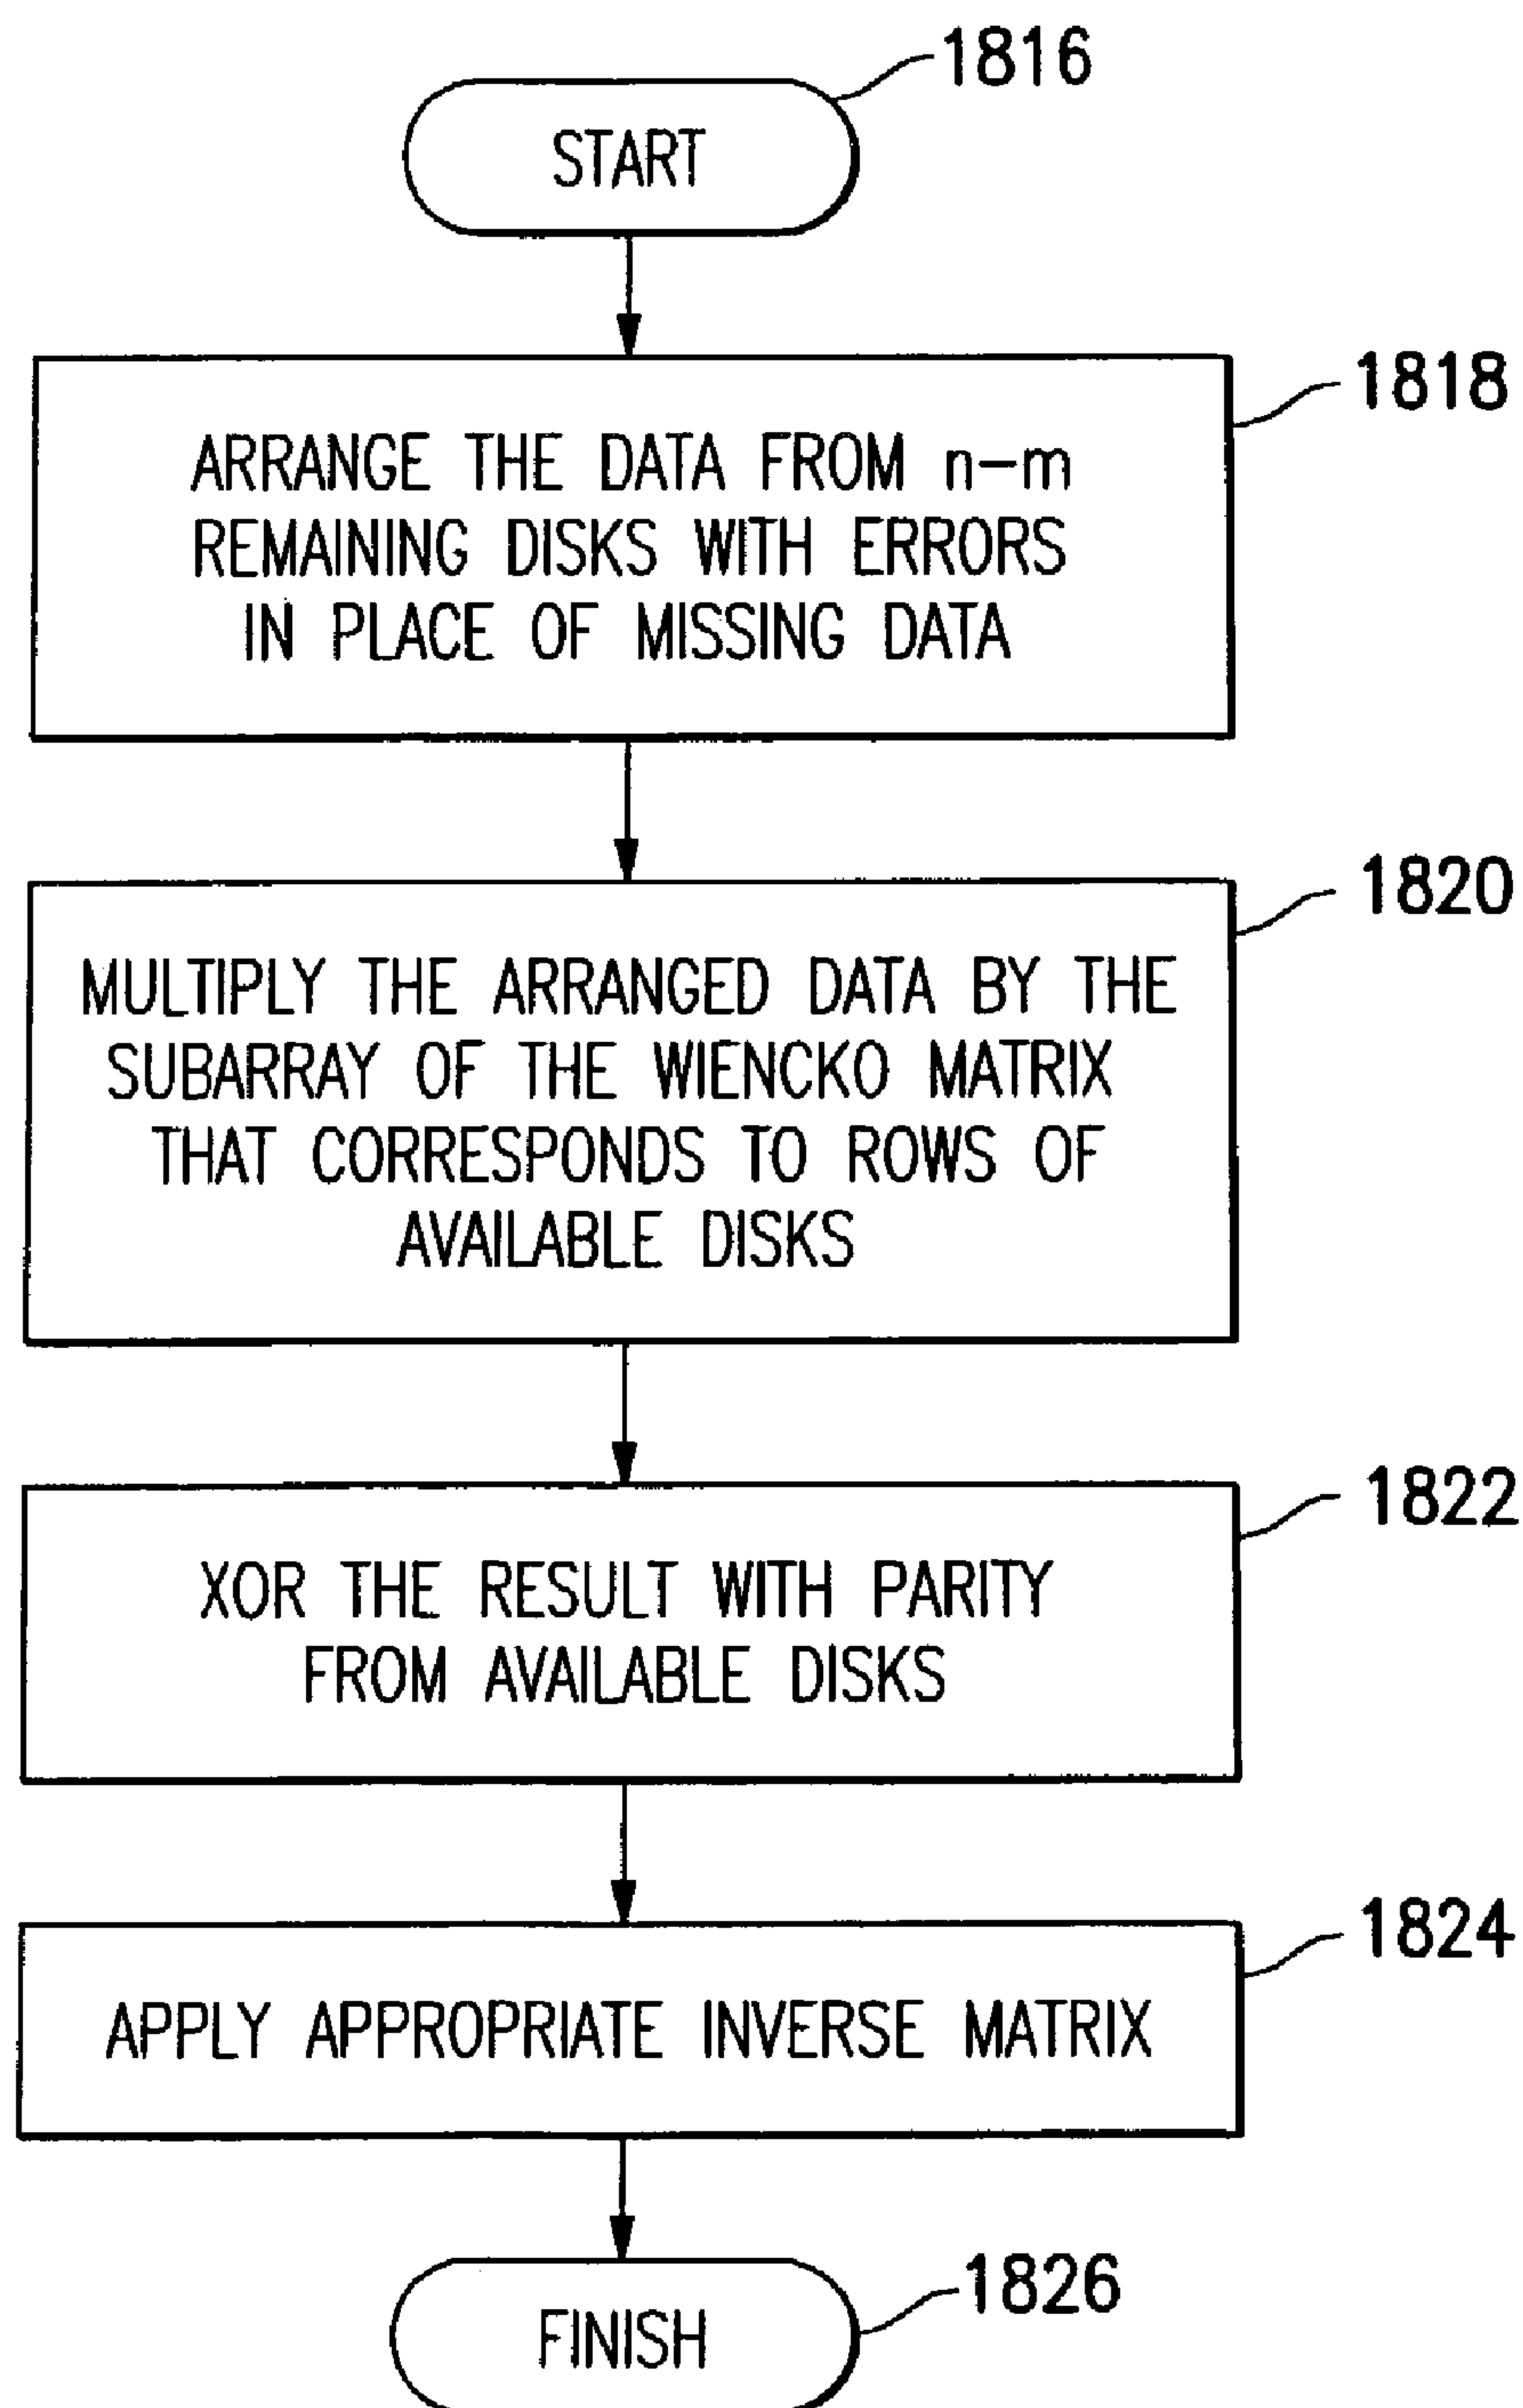 1816
START
1818
ARRANGE THE DATA FROM n-m
REMAINING DISKS WITH ERRORS
IN PLACE OF MISSING DATA
1820
MULTIPLY THE ARRANGED DATA BY THE
SUBARRAY OF THE WIENCKO MATRIX
THAT CORRESPONDS TO ROWS OF
AVAILABLE DISKS
1822
XOR THE RESULT WITH PARITY
FROM AVAILABLE DISKS
1824
APPLY APPROPRIATE INVERSE MATRIX
1826
FINISH